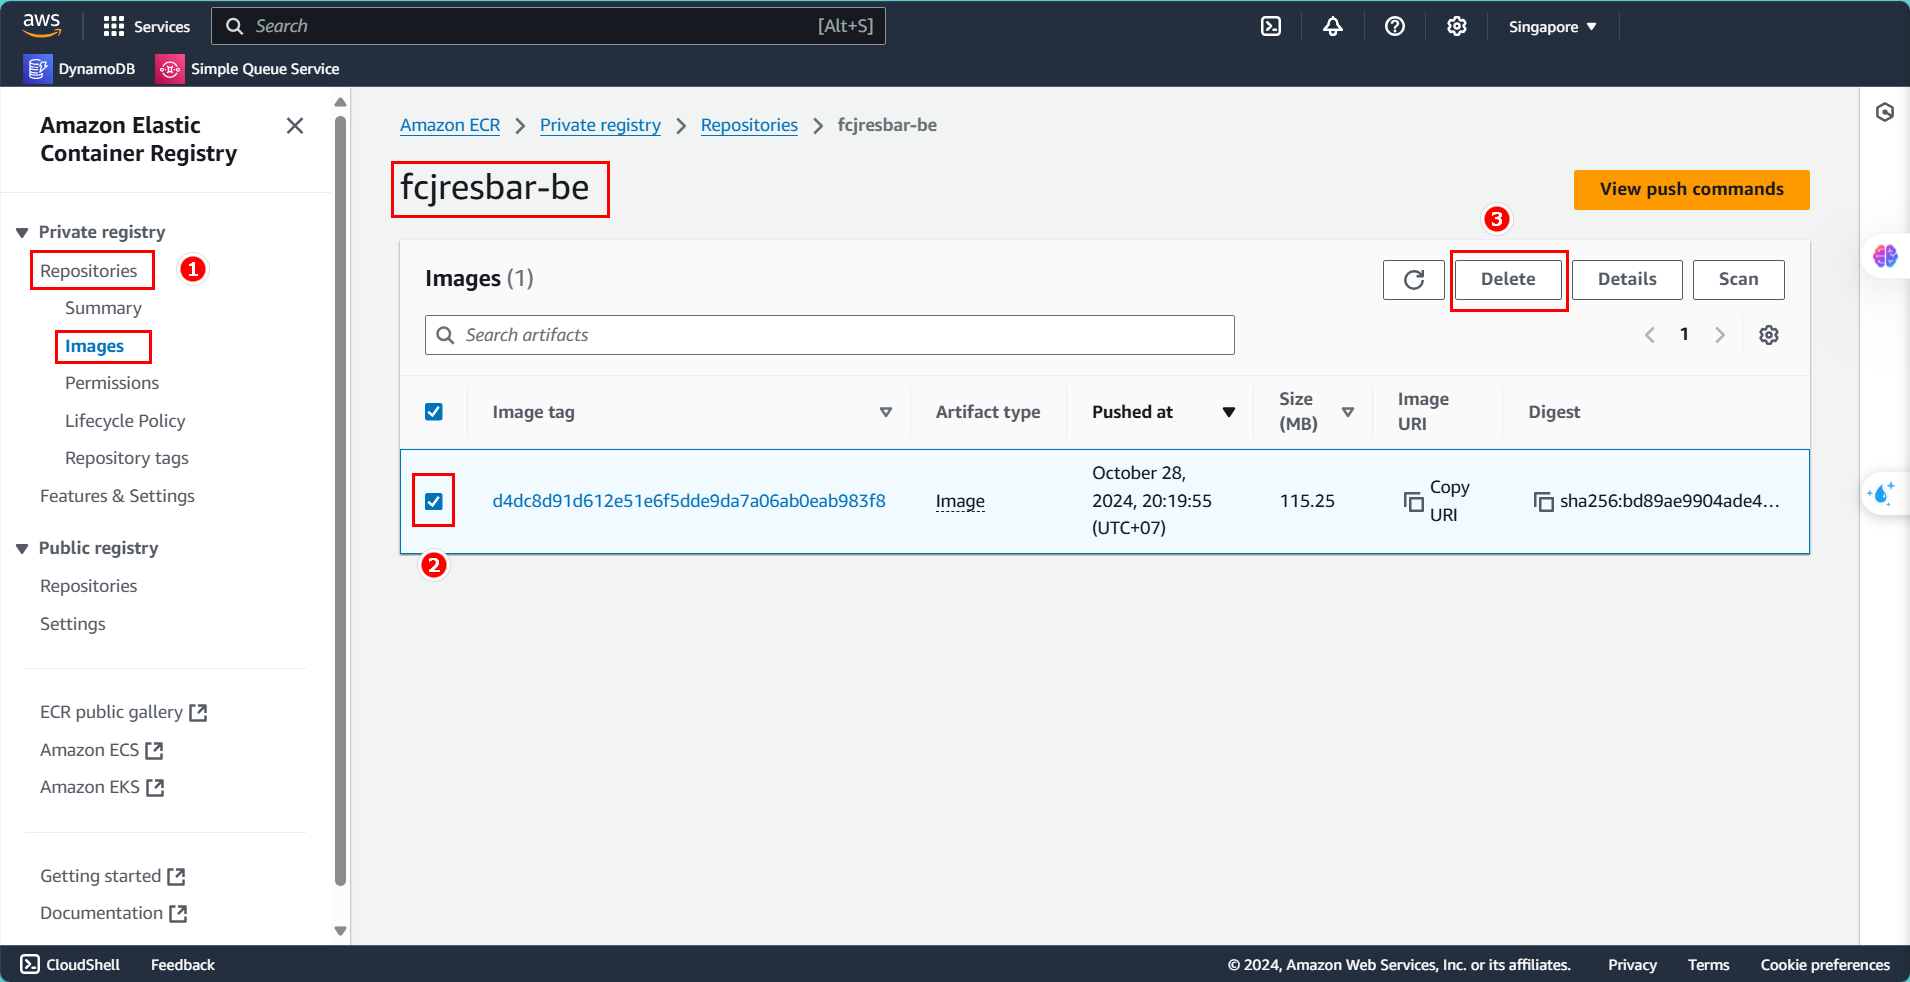 aws
Services
Search
[Alt+S]
Singapore
DynamoDB
Simple Queue Service
Amazon Elastic
Container Registry
Private registry
Repositories
1
Summary
Images
Permissions
Lifecycle Policy
Repository tags
Features & Settings
Public registry
Repositories
Settings
ECR public gallery
Amazon ECS
Amazon EKS
Getting started
Documentation
Amazon ECR > Private registry > Repositories > fcjresbar-be
fcjresbar-be
View push commands
3
Images (1)
Delete
Details
Scan
Search artifacts
1
Image tag
Artifact type
Pushed at
Size
(MB)
Image
URI
Digest
d4dc8d91d612e51e6f5dde9da7a06ab0eab983f8
Image
October 28,
2024, 20:19:55
(UTC+07)
115.25
Copy
URI
sha256:bd89ae9904ade4...
2
CloudShell
Feedback
© 2024, Amazon Web Services, Inc. or its affiliates.
Privacy
Terms
Cookie preferences